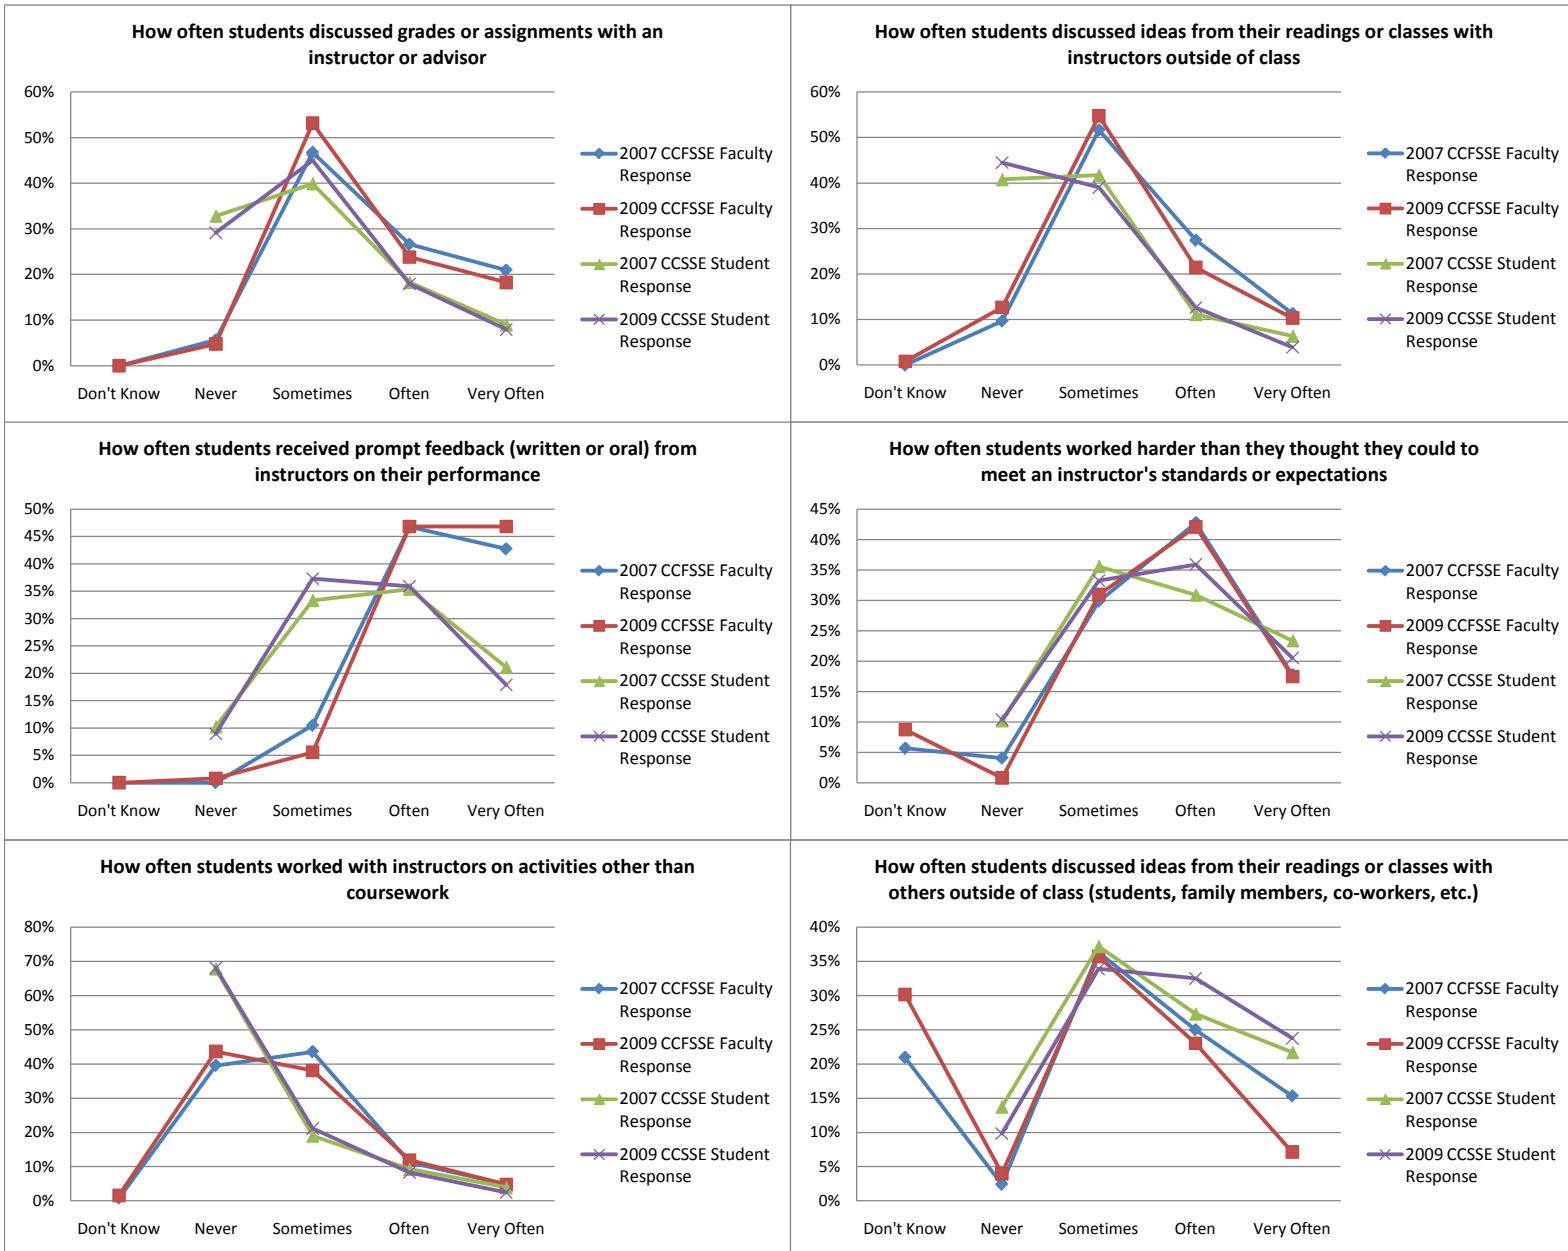 How often students discussed grades or assignments with an
instructor or advisor
60%
50%
40%
30%
20%
10%
0%
Don't Know Never Sometimes Often Very Often
2007 CCFSSE Faculty
Response
2009 CCFSSE Faculty
Response
2007 CCSSE Student
Response
2009 CCSSE Student
Response
How often students discussed ideas from their readings or classes with
instructors outside of class
60%
50%
40%
30%
20%
10%
0%
Don't Know Never Sometimes Often Very Often
2007 CCFSSE Faculty
Response
2009 CCFSSE Faculty
Response
2007 CCSSE Student
Response
2009 CCSSE Student
Response
How often students received prompt feedback (written or oral) from
instructors on their performance
50%
45%
40%
35%
30%
25%
20%
15%
10%
5%
0%
Don't Know Never Sometimes Often Very Often
2007 CCFSSE Faculty
Response
2009 CCFSSE Faculty
Response
2007 CCSSE Student
Response
2009 CCSSE Student
Response
How often students worked harder than they thought they could to
meet an instructor's standards or expectations
45%
40%
35%
30%
25%
20%
15%
10%
5%
0%
Don't Know Never Sometimes Often Very Often
2007 CCFSSE Faculty
Response
2009 CCFSSE Faculty
Response
2007 CCSSE Student
Response
2009 CCSSE Student
Response
How often students worked with instructors on activities other than
coursework
80%
70%
60%
50%
40%
30%
20%
10%
0%
Don't Know Never Sometimes Often Very Often
2007 CCFSSE Faculty
Response
2009 CCFSSE Faculty
Response
2007 CCSSE Student
Response
2009 CCSSE Student
Response
How often students discussed ideas from their readings or classes with
others outside of class (students, family members, co-workers, etc.)
40%
35%
30%
25%
20%
15%
10%
5%
0%
Don't Know Never Sometimes Often Very Often
2007 CCFSSE Faculty
Response
2009 CCFSSE Faculty
Response
2007 CCSSE Student
Response
2009 CCSSE Student
Response